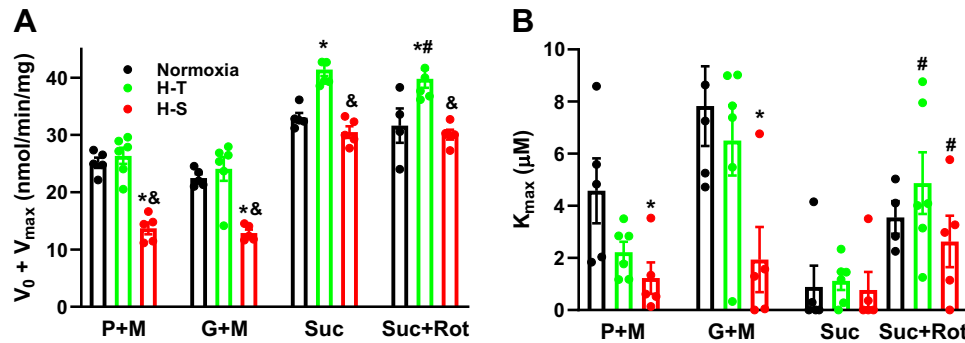 A
V0 + Vmax (nmol/min/mg)
40
30
20
10
0
Normoxia
H-T
H-S
*&
*&
*
&
*#
&
P+M
G+M
Suc
Suc+Rot
B
Kmax (μM)
10
8
6
4
2
0
*
*
#
#
P+M
G+M
Suc
Suc+Rot